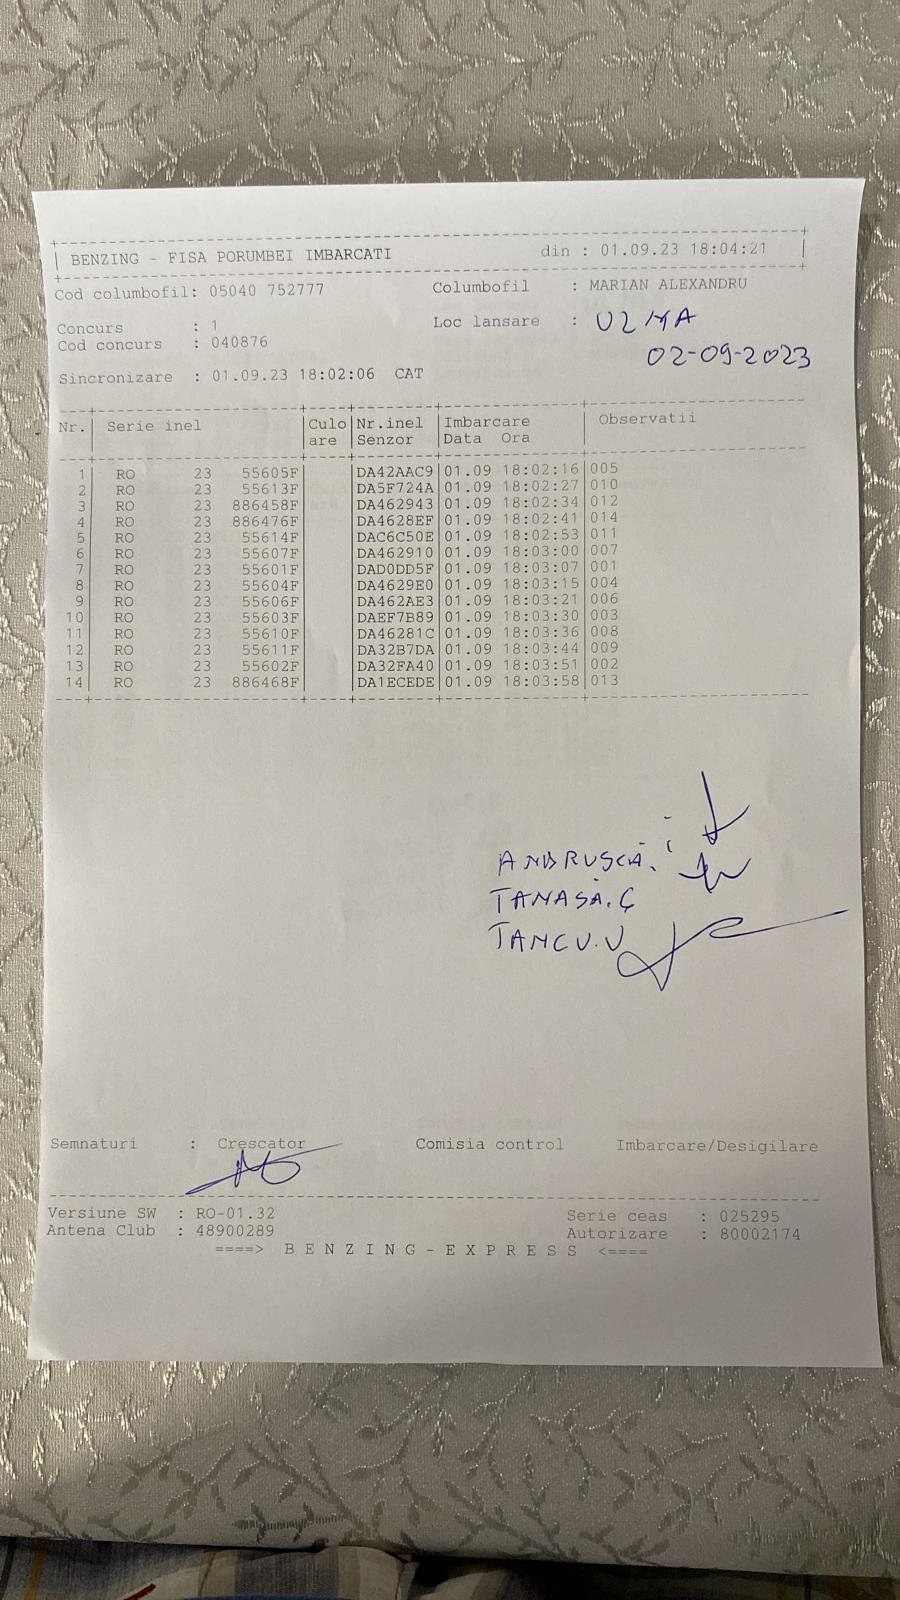 BENZING - FISA PORUMBEI IMBARCATI din : 01.09.23 18:04:21
Cod columbofil: 05040 752777 Columbofil : MARIAN ALEXANDRU
Concurs : 1 Loc lansare : ULMA
Cod concurs : 040876 02-09-2023
Sincronizare : 01.09.23 18:02:06 CAT
Nr. Serie inel Culo Nr.inel Imbarcare Observatii
are Senzor Data Ora
1 RO 23 55605F DA42AAC9 01.09 18:02:16 005
2 RO 23 55613F DA5F724A 01.09 18:02:27 010
3 RO 23 886458F DA462943 01.09 18:02:34 012
4 RO 23 886476F DA4628EF 01.09 18:02:41 014
5 RO 23 55614F DAC6C50E 01.09 18:02:53 011
6 RO 23 55607F DA462910 01.09 18:03:00 007
7 RO 23 55601F DAD0DD5F 01.09 18:03:07 001
8 RO 23 55604F DA4629E0 01.09 18:03:15 004
9 RO 23 55606F DA462AE3 01.09 18:03:21 006
10 RO 23 55603F DAEF7B89 01.09 18:03:30 003
11 RO 23 55610F DA46281C 01.09 18:03:36 008
12 RO 23 55611F DA32B7DA 01.09 18:03:44 009
13 RO 23 55602F DA32FA40 01.09 18:03:51 002
14 RO 23 886468F DA1ECEDE 01.09 18:03:58 013
ANDRUSCA. i
TANASĂ. G
IANCU. V
Semnaturi : Crescator Comisia control Imbarcare/Desigilare
Versiune SW : RO-01.32 Serie ceas : 025295
Antena Club : 48900289 Autorizare : 80002174
====> B E N Z I N G - E X P R E S S <====